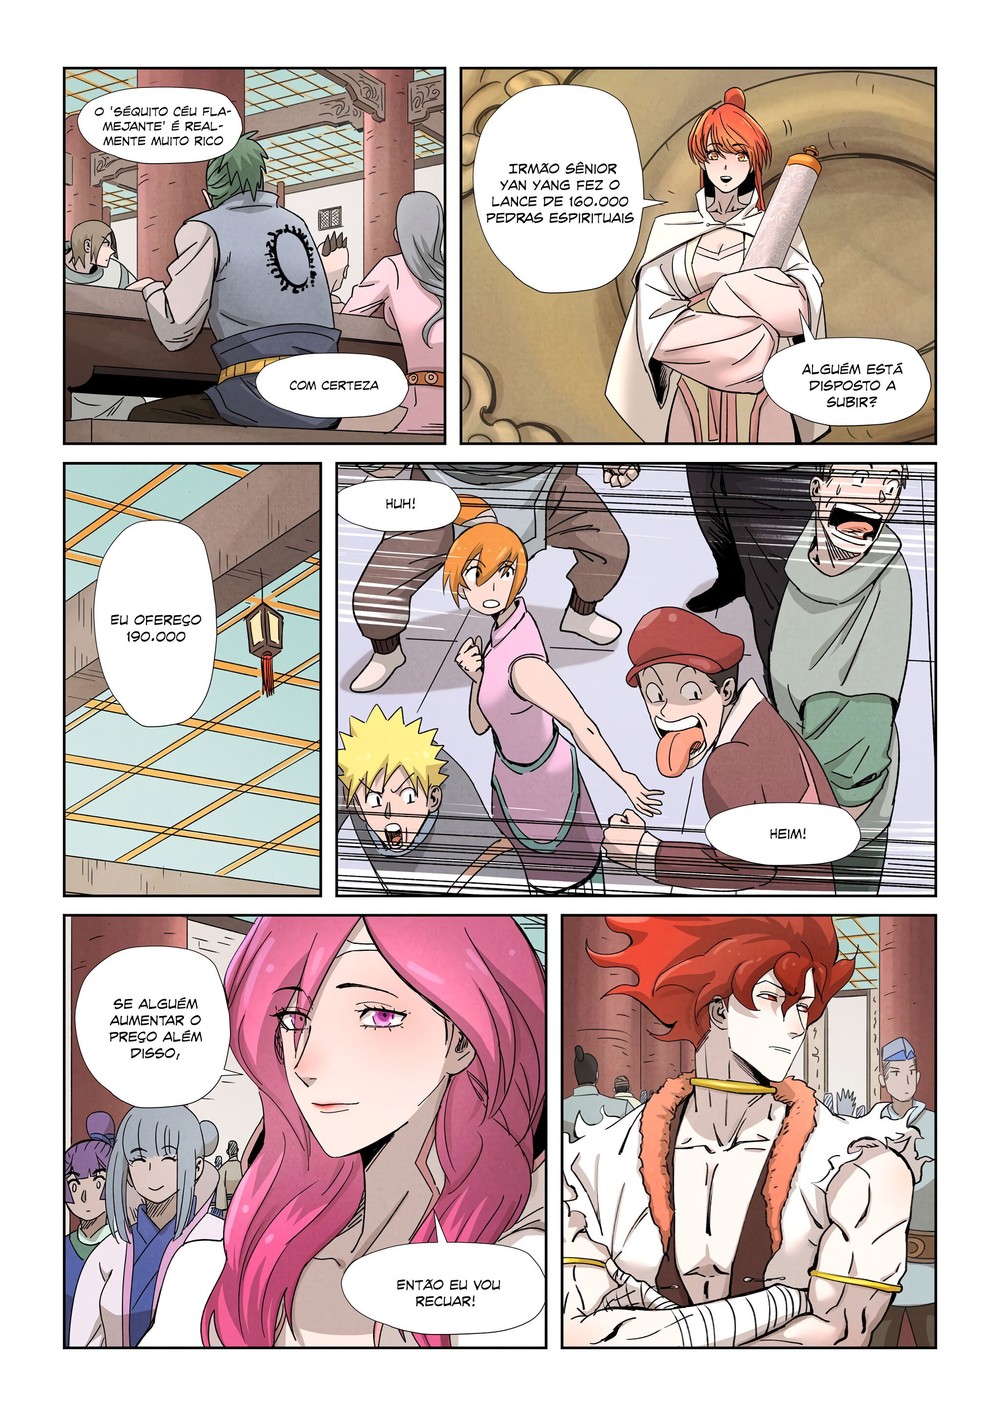 O 'SÉQUITO CÉU FLA-
MEJANTE' É REAL-
MENTE MUITO RICO
COM CERTEZA
IRMÃO SÊNIOR
YAN YANG FEZ O
LANCE DE 160.000
PEDRAS ESPIRITUAIS
ALGUÉM ESTÁ
DISPOSTO A
SUBIR?
EU OFEREÇO
190.000
HUH!
HEIM!
SE ALGUÉM
AUMENTAR O
PREÇO ALÉM
DISSO,
ENTÃO EU VOU
RECUAR!